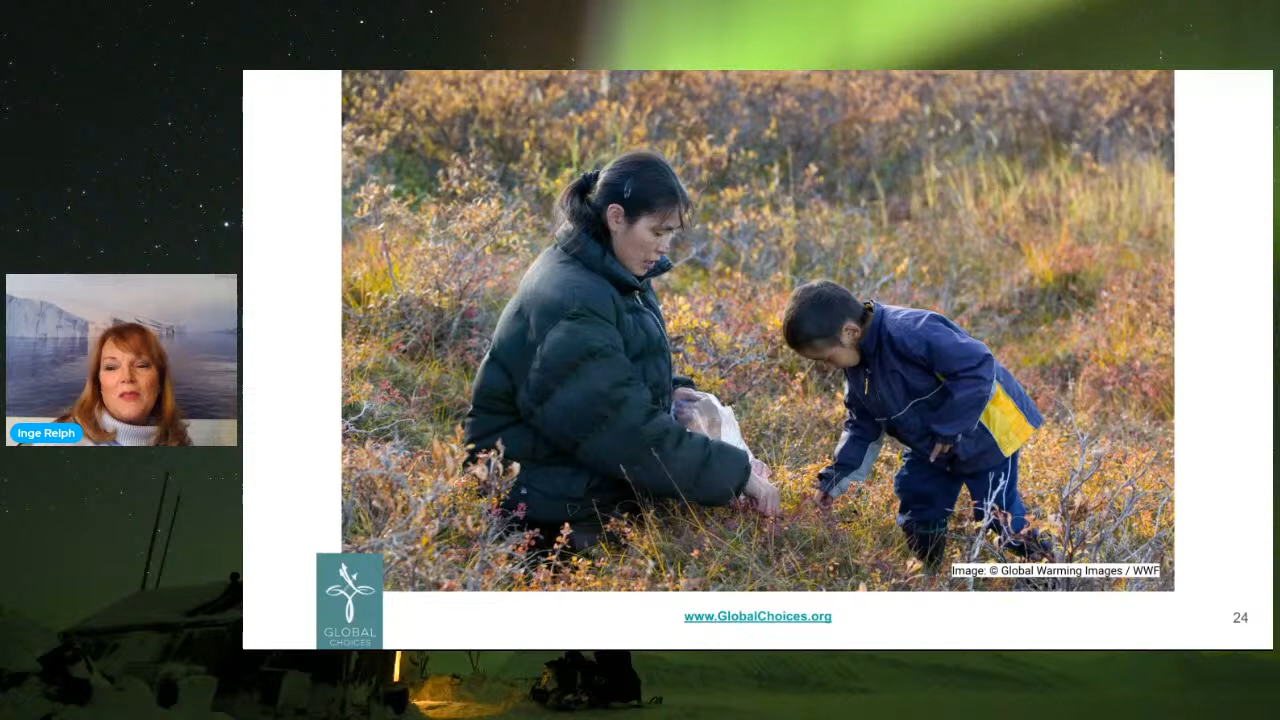 Inge Relph
Image: © Global Warming Images / WWF
GLOBAL
CHOICES
www.GlobalChoices.org
24